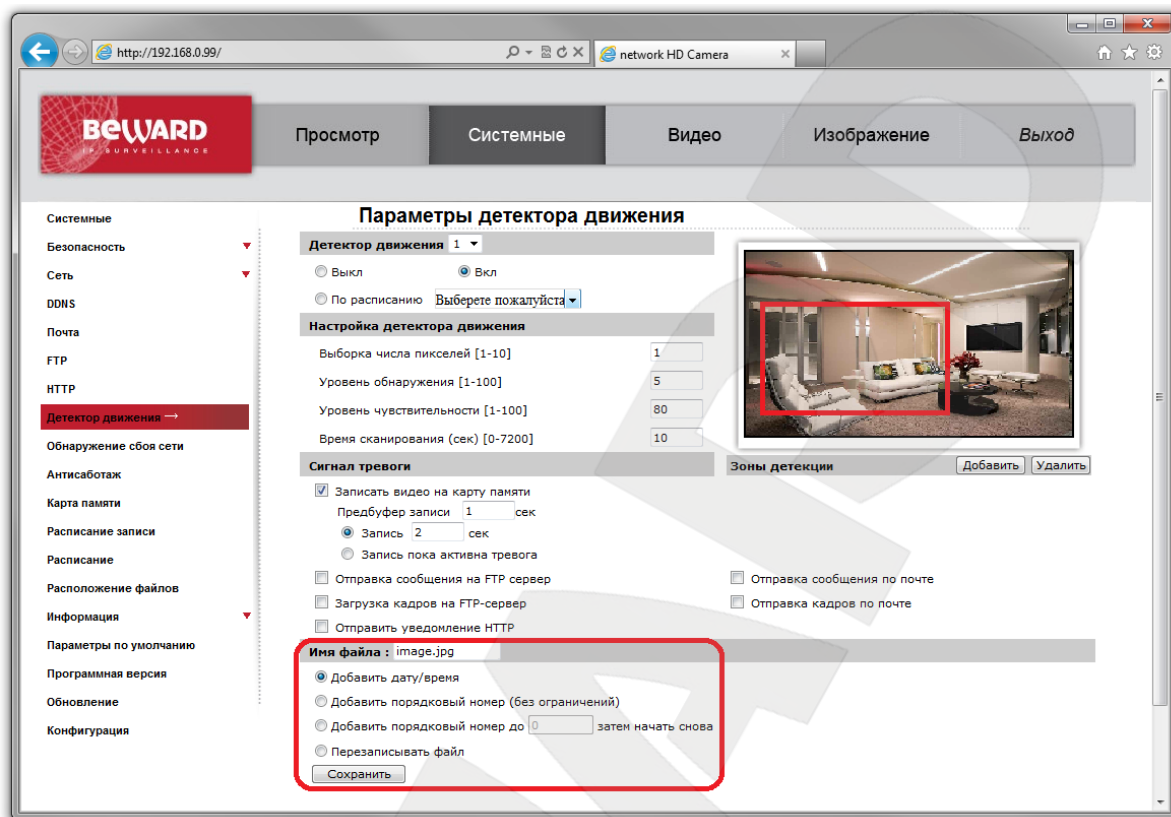 http://192.168.0.99/
network HD Camera
BEWARD
IP SURVEILLANCE
Просмотр
Системные
Видео
Изображение
Выход
Системные
Безопасность
Сеть
DDNS
Почта
FTP
HTTP
Детектор движения →
Обнаружение сбоя сети
Антисаботаж
Карта памяти
Расписание записи
Расписание
Расположение файлов
Информация
Параметры по умолчанию
Программная версия
Обновление
Конфигурация
Параметры детектора движения
Детектор движения 1
Выкл Вкл
По расписанию Выберете пожалуйста
Настройка детектора движения
Выборка числа пикселей [1-10] 1
Уровень обнаружения [1-100] 5
Уровень чувствительности [1-100] 80
Время сканирования (сек) [0-7200] 10
Сигнал тревоги
Зоны детекции Добавить Удалить
Записать видео на карту памяти
Предбуфер записи 1 сек
Запись 2 сек
Запись пока активна тревога
Отправка сообщения на FTP сервер
Отправка сообщения по почте
Загрузка кадров на FTP-сервер
Отправка кадров по почте
Отправить уведомление HTTP
Имя файла : image.jpg
Добавить дату/время
Добавить порядковый номер (без ограничений)
Добавить порядковый номер до 0 затем начать снова
Перезаписывать файл
Сохранить